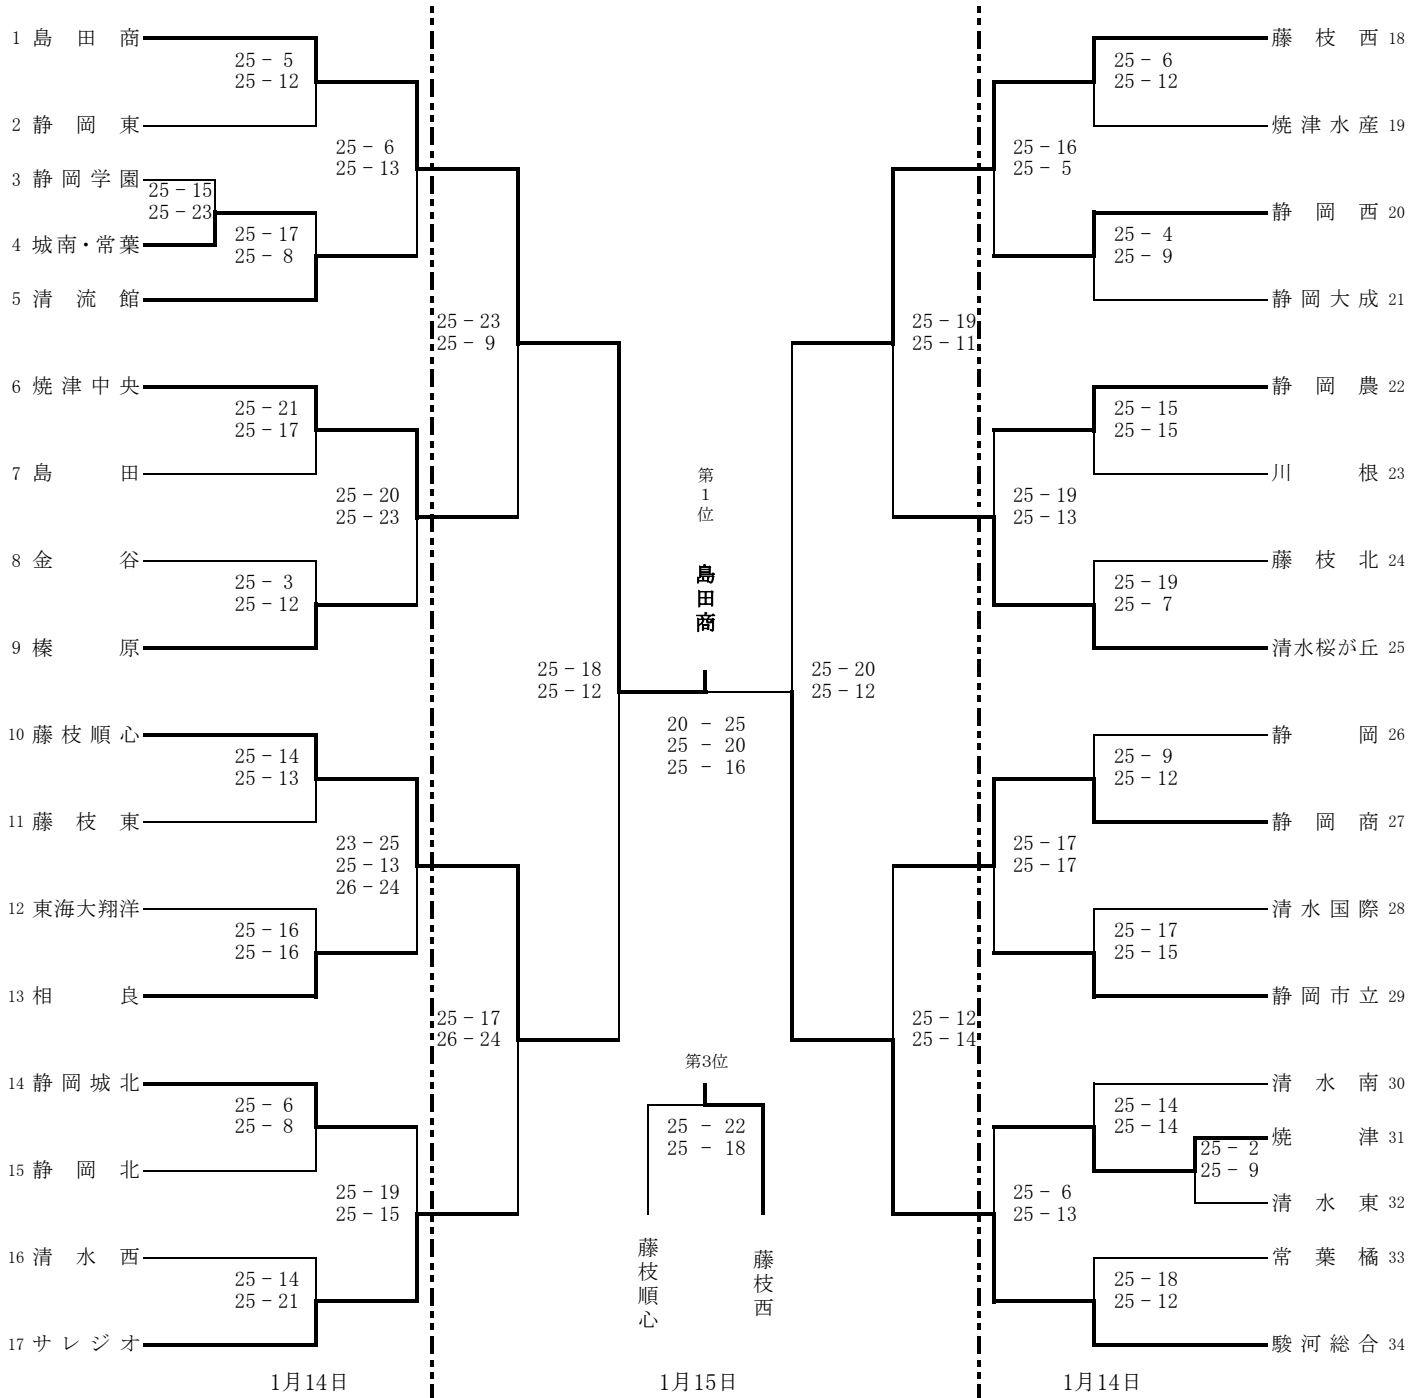 1 島田商
25 − 5
25 − 12
2 静岡東
25 − 6
25 − 13
3 静岡学園
25 − 15
25 − 23
4 城南・常葉
25 − 17
25 − 8
5 清流館
25 − 23
25 − 9
6 焼津中央
25 − 21
25 − 17
7 島田
25 − 20
25 − 23
8 金谷
25 − 3
25 − 12
9 榛原
25 − 18
25 − 12
10 藤枝順心
25 − 14
25 − 13
11 藤枝東
23 − 25
25 − 13
26 − 24
12 東海大翔洋
25 − 16
25 − 16
13 相良
25 − 17
26 − 24
14 静岡城北
25 − 6
25 − 8
15 静岡北
25 − 19
25 − 15
16 清水西
25 − 14
25 − 21
17 サレジオ
1月14日
第1位
島田商
20 − 25
25 − 20
25 − 16
第3位
25 − 22
25 − 18
藤枝順心
藤枝西
1月15日
藤枝西 18
25 − 6
25 − 12
焼津水産 19
25 − 16
25 − 5
静岡西 20
25 − 4
25 − 9
静岡大成 21
25 − 19
25 − 11
静岡農 22
25 − 15
25 − 15
川根 23
25 − 19
25 − 13
藤枝北 24
25 − 19
25 − 7
清水桜が丘 25
25 − 20
25 − 12
静岡 26
25 − 9
25 − 12
静岡商 27
25 − 17
25 − 17
清水国際 28
25 − 17
25 − 15
静岡市立 29
25 − 12
25 − 14
清水南 30
25 − 14
25 − 14
焼津 31
25 − 2
25 − 9
清水東 32
25 − 6
25 − 13
常葉橘 33
25 − 18
25 − 12
駿河総合 34
1月14日